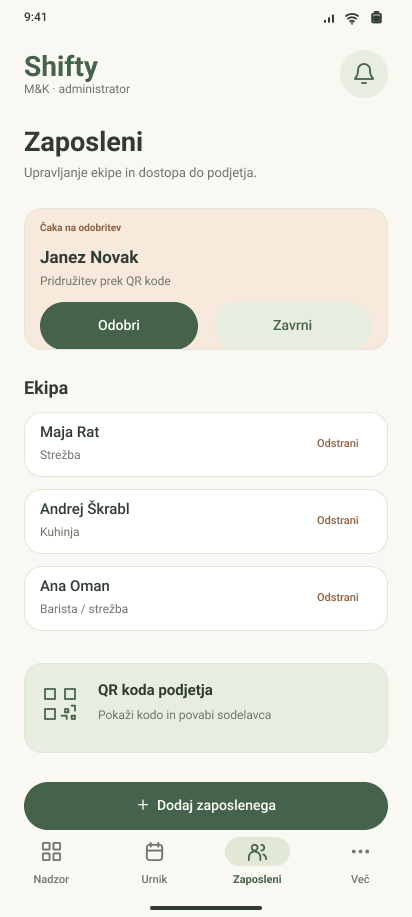 9:41
Shifty
M&K · administrator
Zaposleni
Upravljanje ekipe in dostopa do podjetja.
Čaka na odobritev
Janez Novak
Pridružitev prek QR kode
Odobri Zavrni
Ekipa
Maja Rat
Strežba
Odstrani
Andrej Škrabl
Kuhinja
Odstrani
Ana Oman
Barista / strežba
Odstrani
QR koda podjetja
Pokaži kodo in povabi sodelavca
+ Dodaj zaposlenega
Nadzor Urnik Zaposleni Več